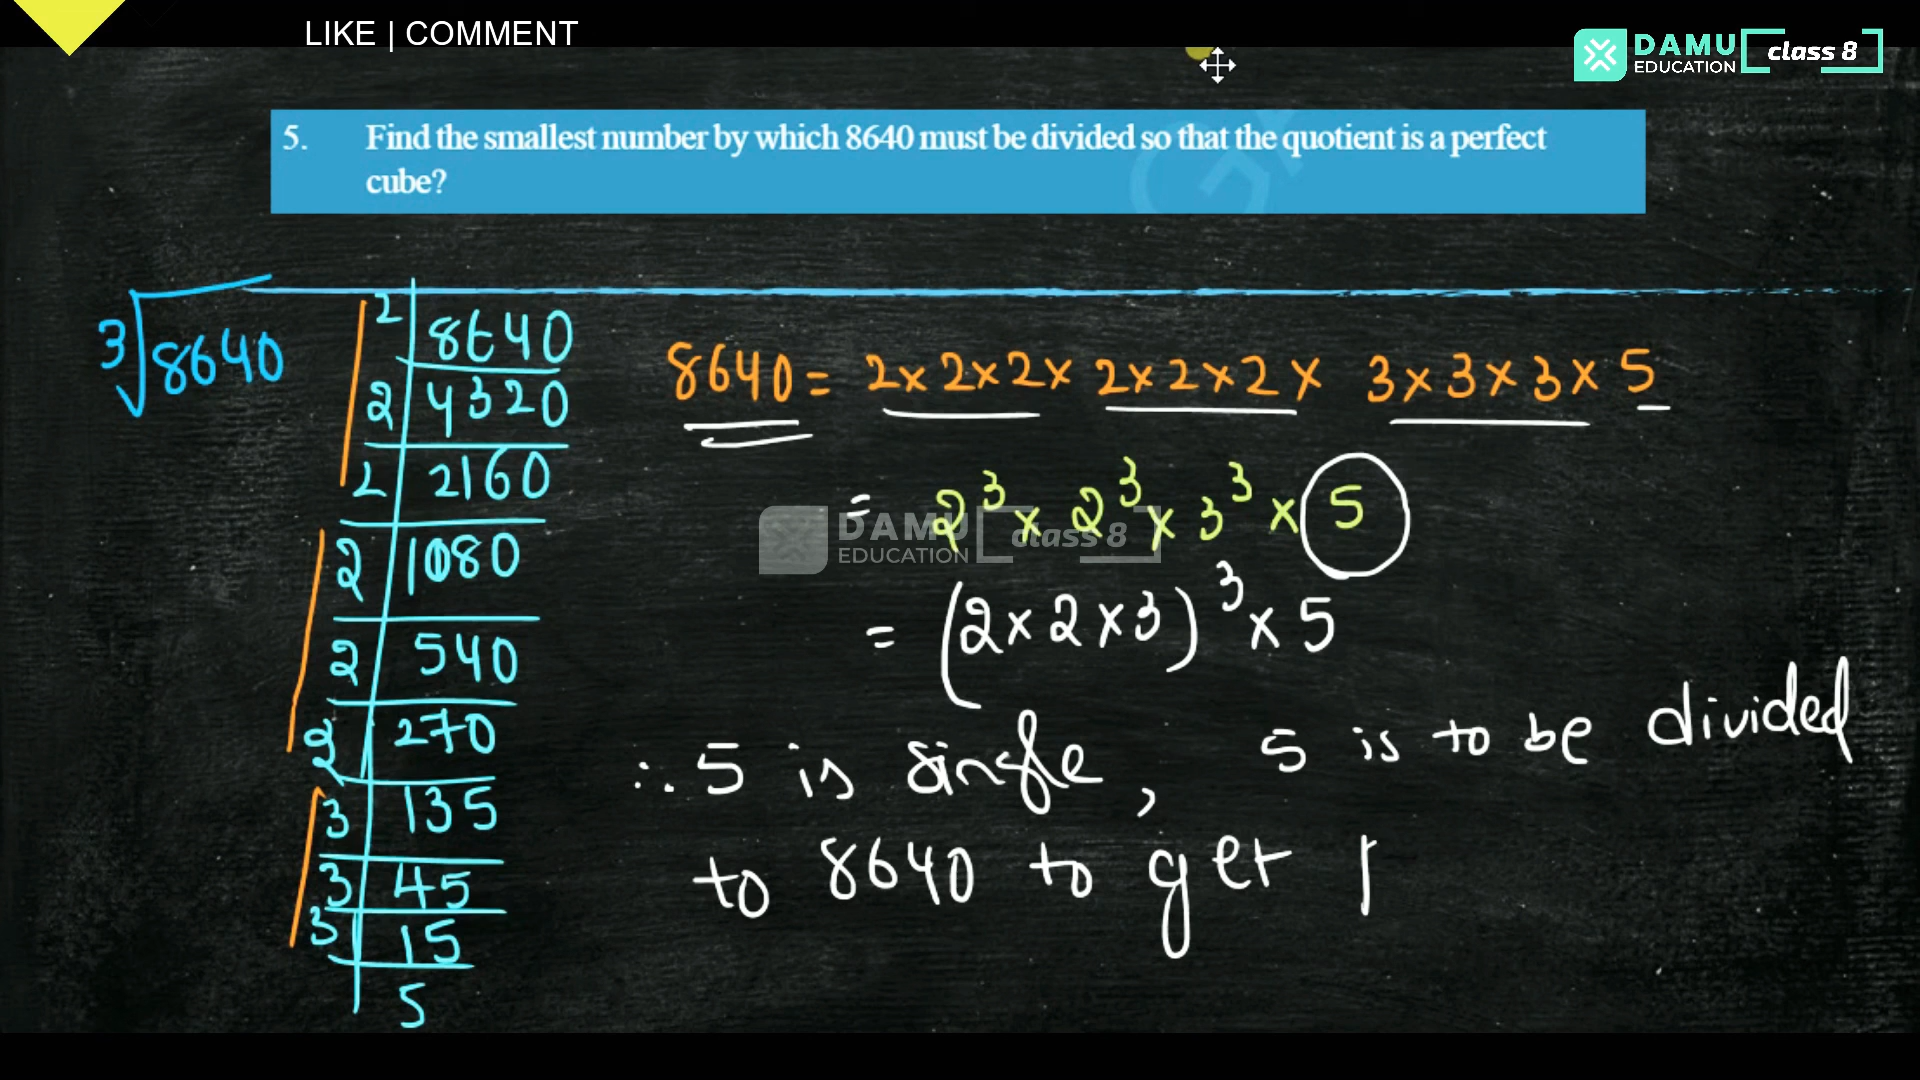 LIKE | COMMENT
DAMU
EDUCATION
class 8
5. Find the smallest number by which 8640 must be divided so that the quotient is a perfect
cube?
∛8640
2 | 8640
2 | 4320
2 | 2160
2 | 1080
2 | 540
2 | 270
3 | 135
3 | 45
3 | 15
5
8640 = 2 × 2 × 2 × 2 × 2 × 2 × 3 × 3 × 3 × 5
= 2³ × 2³ × 3³ × 5
DAMU
EDUCATION
class 8
= (2 × 2 × 3)³ × 5
∴ 5 is single, 5 is to be divided
to 8640 to get